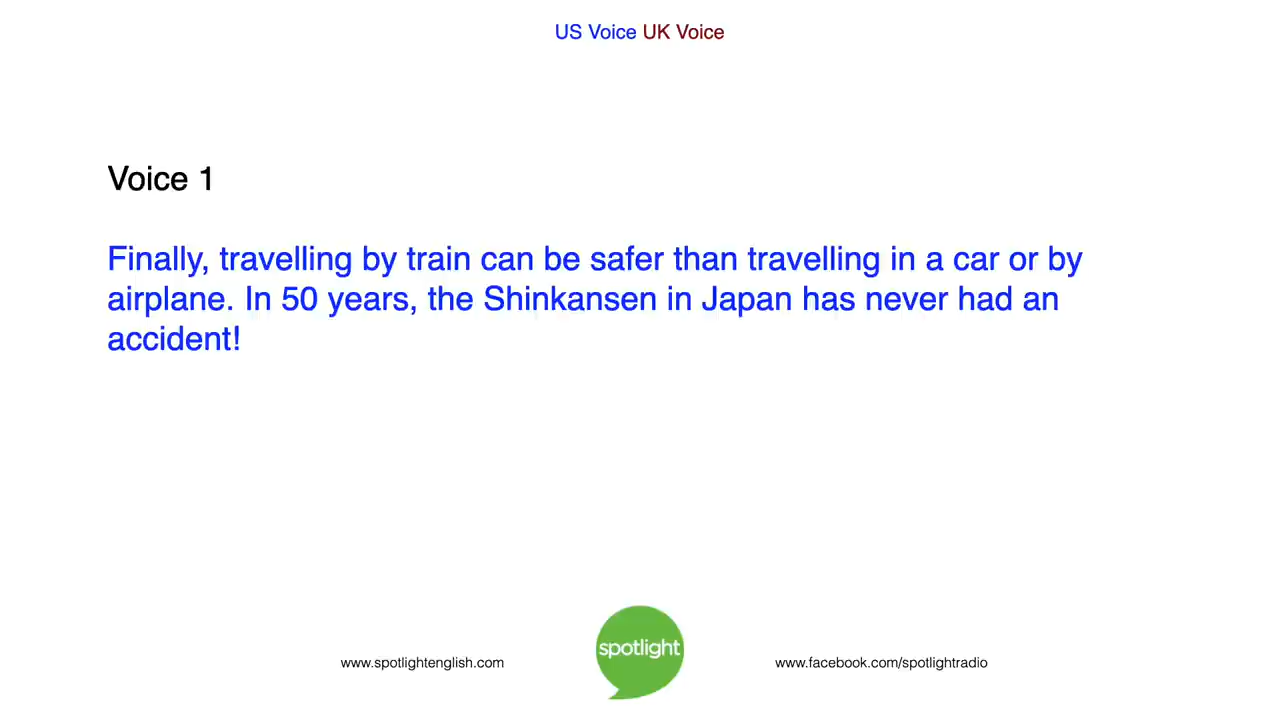 US Voice UK Voice
Voice 1
Finally, travelling by train can be safer than travelling in a car or by
airplane. In 50 years, the Shinkansen in Japan has never had an
accident!
spotlight
www.spotlightenglish.com
www.facebook.com/spotlightradio